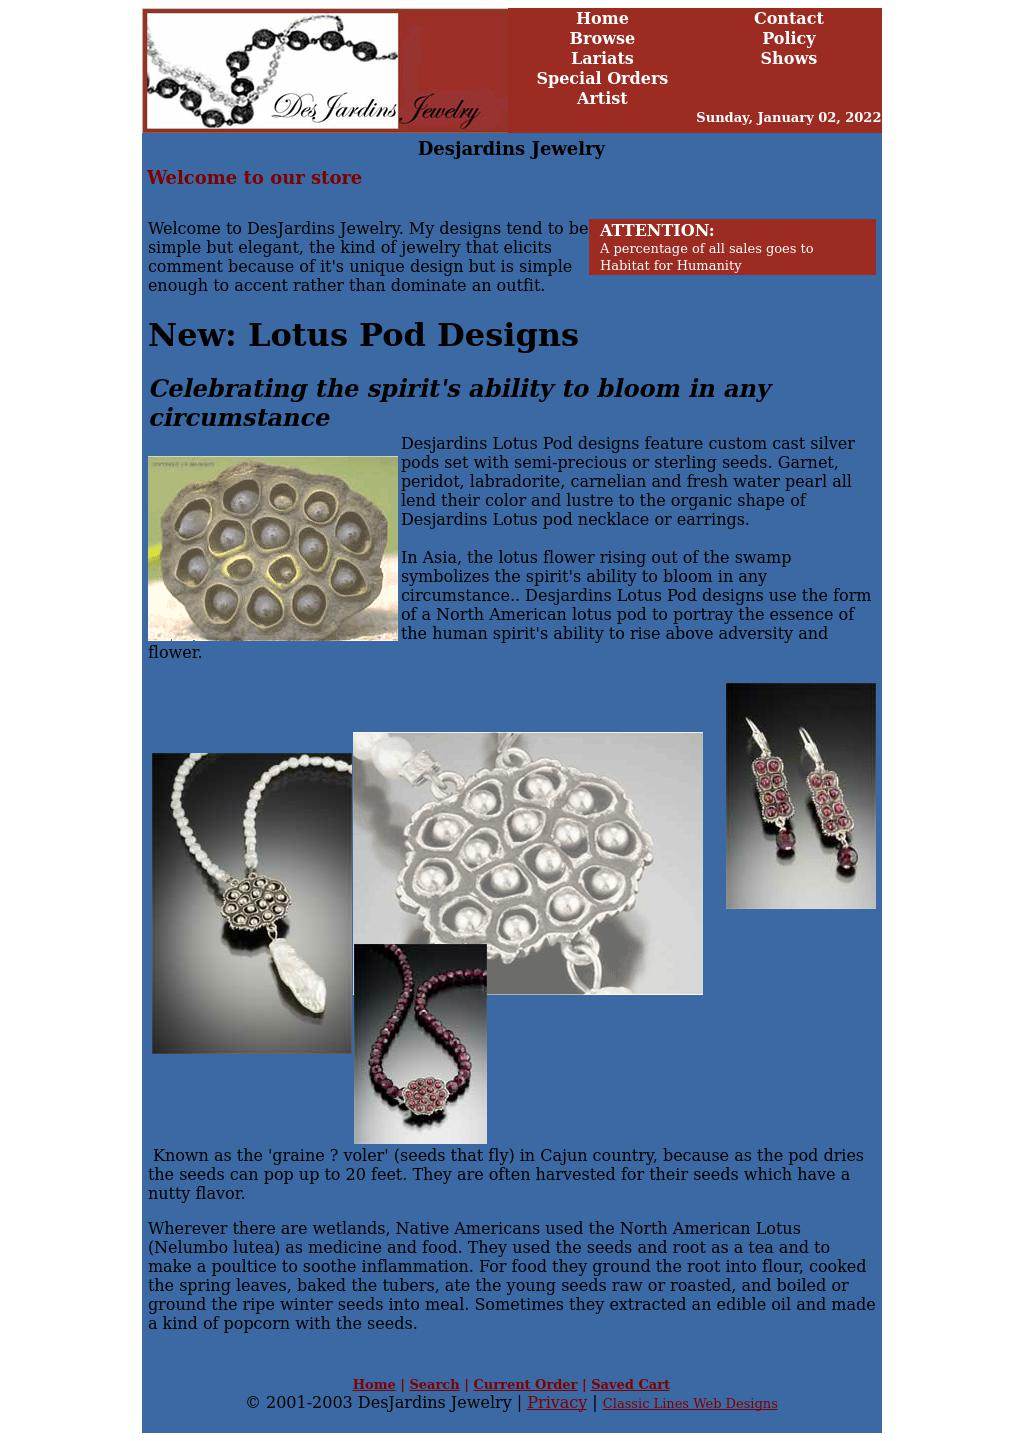 DesJardins Jewelry
Home
Browse
Lariats
Special Orders
Artist
Contact
Policy
Shows
Sunday, January 02, 2022
Desjardins Jewelry
Welcome to our store
Welcome to DesJardins Jewelry. My designs tend to be
simple but elegant, the kind of jewelry that elicits
comment because of it's unique design but is simple
enough to accent rather than dominate an outfit.
ATTENTION:
A percentage of all sales goes to
Habitat for Humanity
New: Lotus Pod Designs
Celebrating the spirit's ability to bloom in any
circumstance
Desjardins Lotus Pod designs feature custom cast silver
pods set with semi-precious or sterling seeds. Garnet,
peridot, labradorite, carnelian and fresh water pearl all
lend their color and lustre to the organic shape of
Desjardins Lotus pod necklace or earrings.
In Asia, the lotus flower rising out of the swamp
symbolizes the spirit's ability to bloom in any
circumstance.. Desjardins Lotus Pod designs use the form
of a North American lotus pod to portray the essence of
the human spirit's ability to rise above adversity and
flower.
Known as the 'graine ? voler' (seeds that fly) in Cajun country, because as the pod dries
the seeds can pop up to 20 feet. They are often harvested for their seeds which have a
nutty flavor.
Wherever there are wetlands, Native Americans used the North American Lotus
(Nelumbo lutea) as medicine and food. They used the seeds and root as a tea and to
make a poultice to soothe inflammation. For food they ground the root into flour, cooked
the spring leaves, baked the tubers, ate the young seeds raw or roasted, and boiled or
ground the ripe winter seeds into meal. Sometimes they extracted an edible oil and made
a kind of popcorn with the seeds.
Home | Search | Current Order | Saved Cart
© 2001-2003 DesJardins Jewelry | Privacy | Classic Lines Web Designs